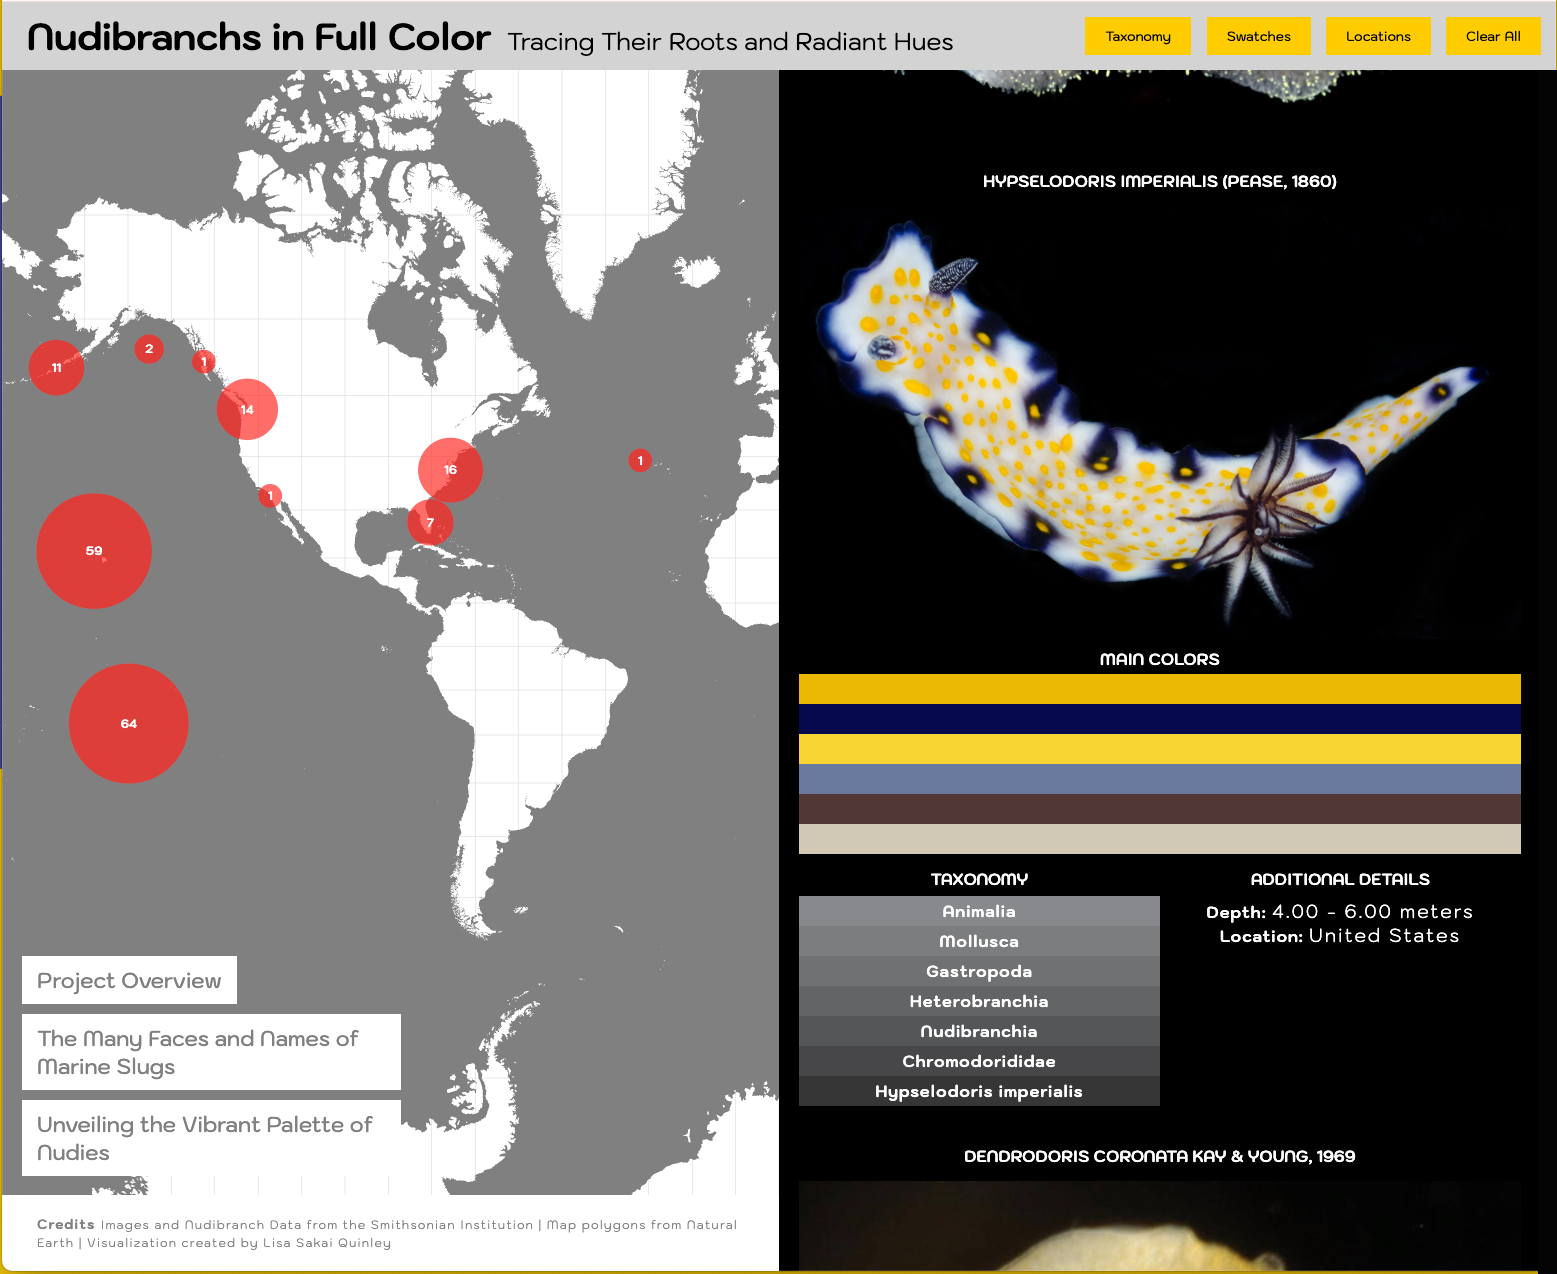 Nudibranchs in Full Color Tracing Their Roots and Radiant Hues
Taxonomy
Swatches
Locations
Clear All
11
2
1
14
16
1
1
7
59
64
Project Overview
The Many Faces and Names of
Marine Slugs
Unveiling the Vibrant Palette of
Nudies
Credits Images and Nudibranch Data from the Smithsonian Institution | Map polygons from Natural
Earth | Visualization created by Lisa Sakai Quinley
HYPSELODORIS IMPERIALIS (PEASE, 1860)
MAIN COLORS
TAXONOMY
Animalia
Mollusca
Gastropoda
Heterobranchia
Nudibranchia
Chromodorididae
Hypselodoris imperialis
ADDITIONAL DETAILS
Depth: 4.00 - 6.00 meters
Location: United States
DENDRODORIS CORONATA KAY & YOUNG, 1969